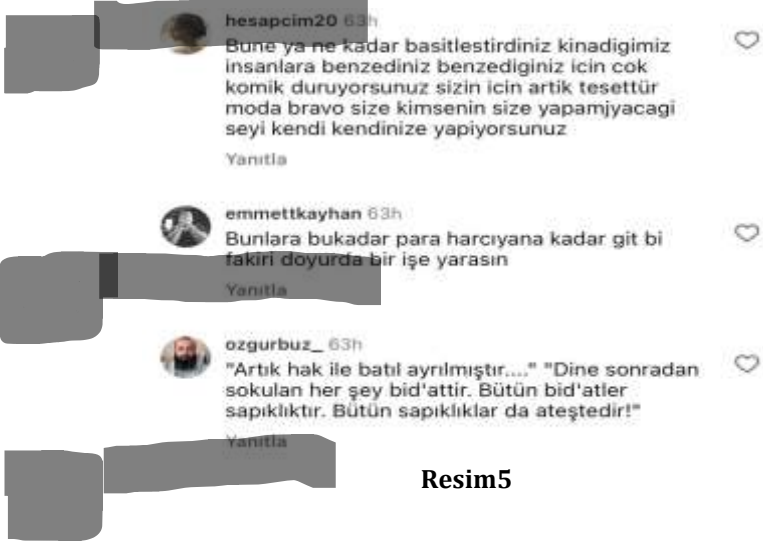 hesapcim20 63h
Bune ya ne kadar basitlestirdiniz kinadigimiz
insanlara benzediniz benzediginiz icin cok
komik duruyorsunuz sizin icin artik tesettür
moda bravo size kimsenin size yapamjyacagi
seyi kendi kendinize yapiyorsunuz
Yanıtla
emmettkayhan 63h
Bunlara bukadar para harcıyana kadar git bi
fakiri doyurda bir işe yarasın
Yanıtla
ozgurbuz_ 63h
"Artık hak ile batıl ayrılmıştır...." "Dine sonradan
sokulan her şey bid'attir. Bütün bid'atler
sapıklıktır. Bütün sapıklıklar da ateştedir!"
Yanıtla
Resim5